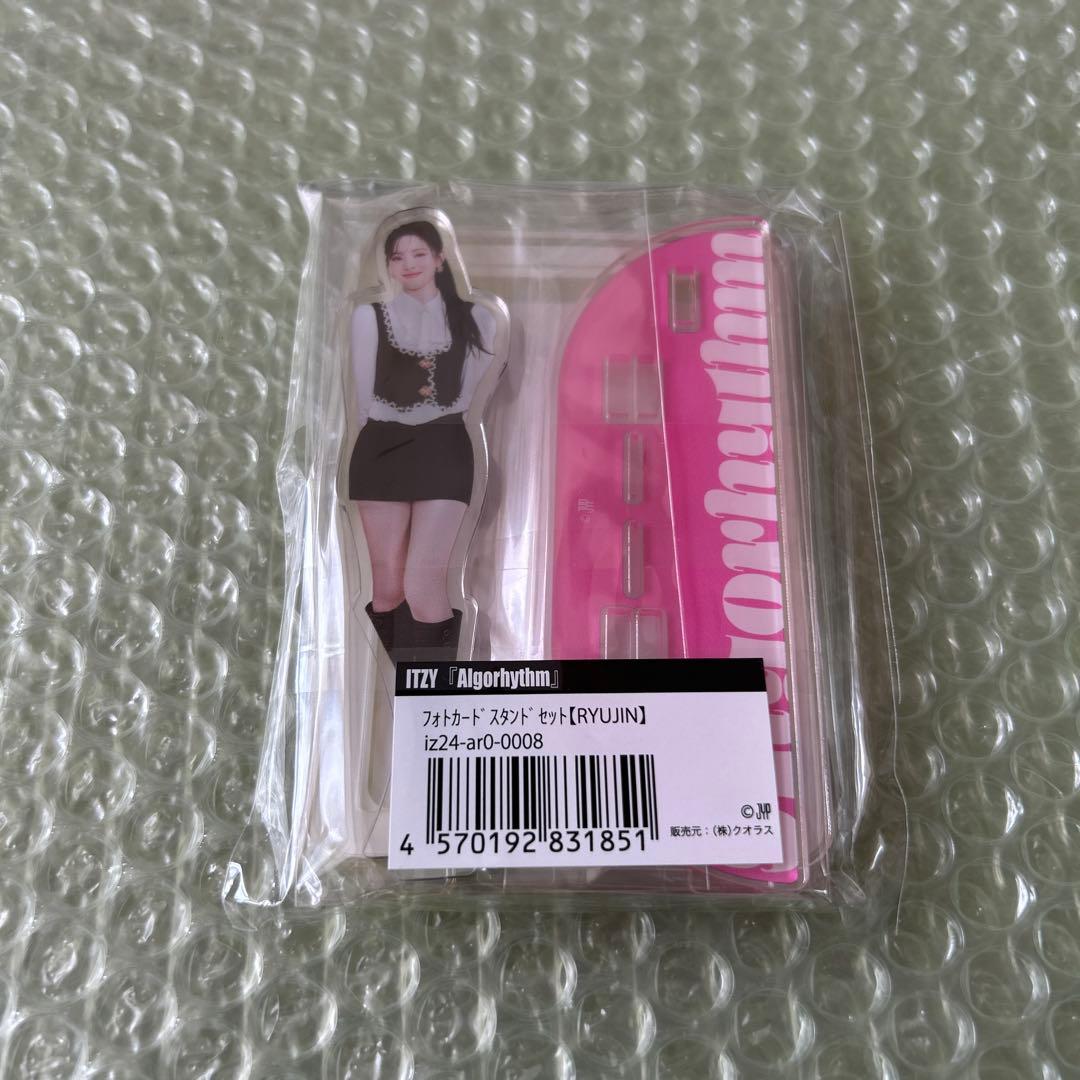 ITZY『Algorhythm』
ﾌｫﾄｶｰﾄﾞｽﾀﾝﾄﾞｾｯﾄ【RYUJIN】
iz24-ar0-0008
4 570192 831851
© JYP
販売元：(株)クオラス
© JYP